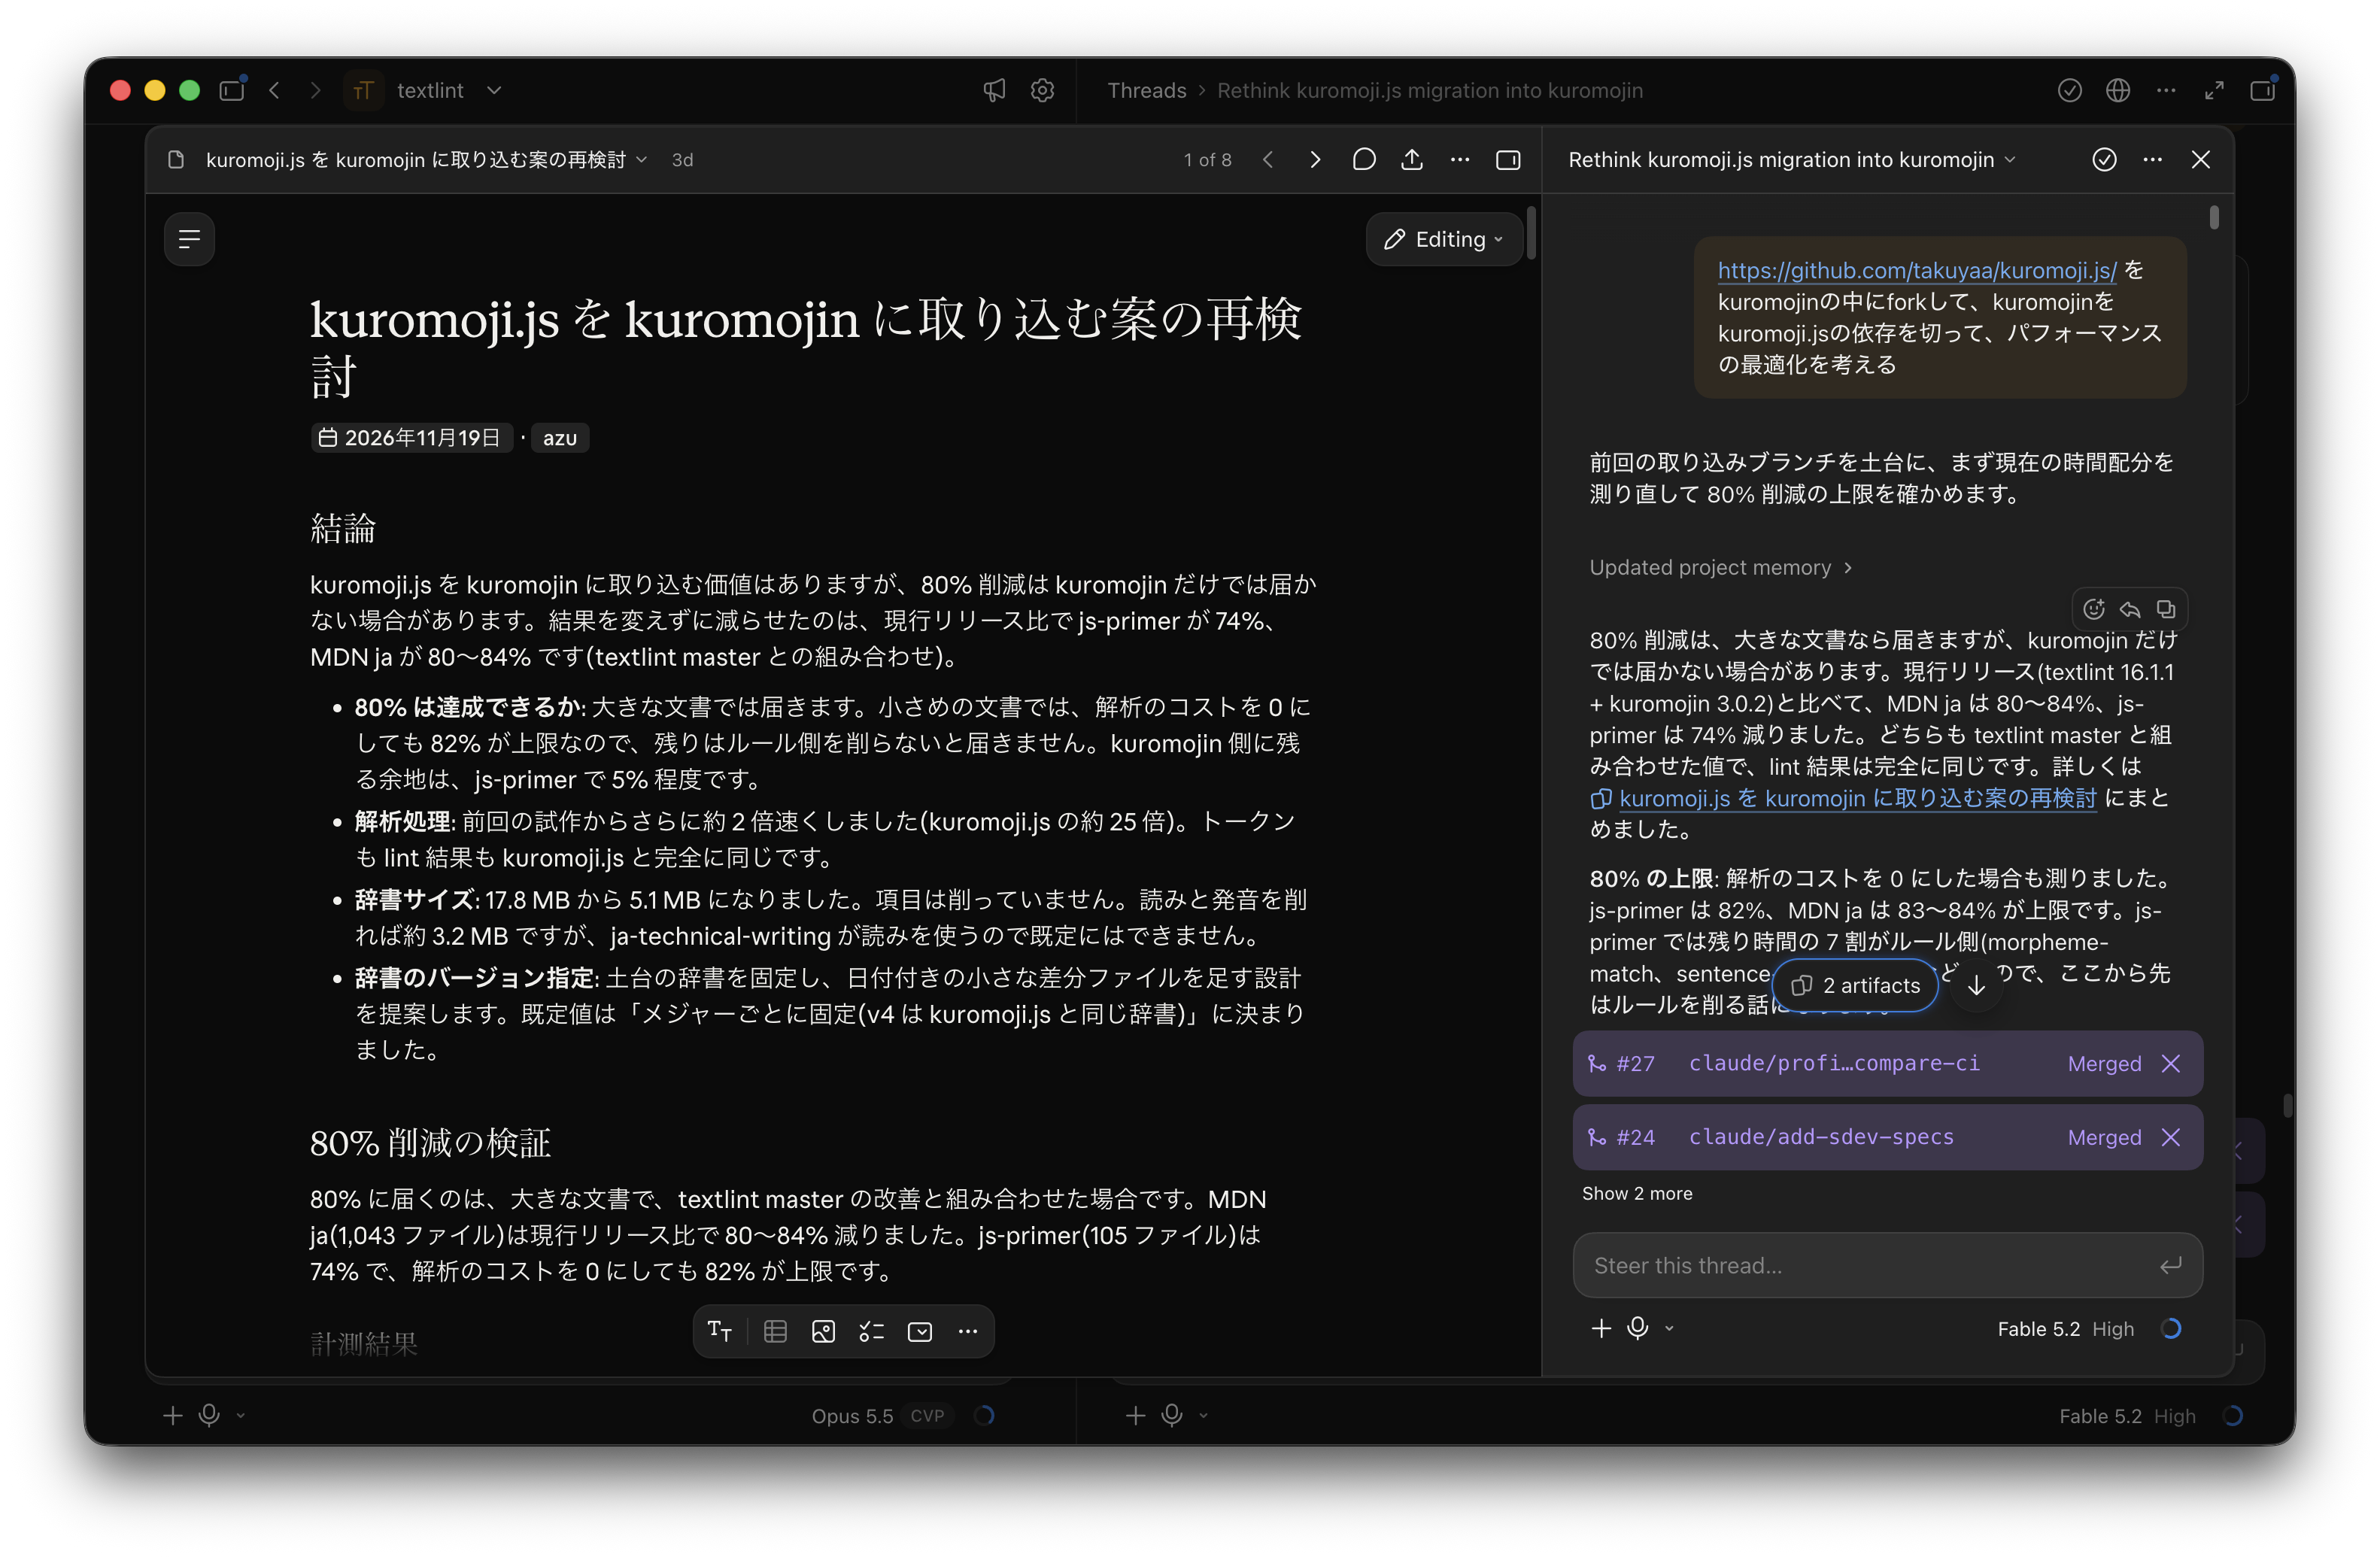 textlint
Threads › Rethink kuromoji.js migration into kuromojin
kuromoji.js を kuromojin に取り込む案の再検討 3d
1 of 8
Editing
kuromoji.js を kuromojin に取り込む案の再検
討
2026年11月19日 · azu
結論
kuromoji.js を kuromojin に取り込む価値はありますが、80% 削減は kuromojin だけでは届か
ない場合があります。結果を変えずに減らせたのは、現行リリース比で js-primer が 74%、
MDN ja が 80〜84% です(textlint master との組み合わせ)。
• 80% は達成できるか: 大きな文書では届きます。小さめの文書では、解析のコストを 0 に
しても 82% が上限なので、残りはルール側を削らないと届きません。kuromojin 側に残
る余地は、js-primer で 5% 程度です。
• 解析処理: 前回の試作からさらに約 2 倍速くしました(kuromoji.js の約 25 倍)。トークン
も lint 結果も kuromoji.js と完全に同じです。
• 辞書サイズ: 17.8 MB から 5.1 MB になりました。項目は削っていません。読みと発音を削
れば約 3.2 MB ですが、ja-technical-writing が読みを使うので既定にはできません。
• 辞書のバージョン指定: 土台の辞書を固定し、日付付きの小さな差分ファイルを足す設計
を提案します。既定値は「メジャーごとに固定(v4 は kuromoji.js と同じ辞書)」に決まり
ました。
80% 削減の検証
80% に届くのは、大きな文書で、textlint master の改善と組み合わせた場合です。MDN
ja(1,043 ファイル)は現行リリース比で 80〜84% 減りました。js-primer(105 ファイル)は
74% で、解析のコストを 0 にしても 82% が上限です。
計測結果
Rethink kuromoji.js migration into kuromojin
https://github.com/takuyaa/kuromoji.js/ を
kuromojinの中にforkして、kuromojinを
kuromoji.jsの依存を切って、パフォーマンス
の最適化を考える
前回の取り込みブランチを土台に、まず現在の時間配分を
測り直して 80% 削減の上限を確かめます。
Updated project memory ›
80% 削減は、大きな文書なら届きますが、kuromojin だけ
では届かない場合があります。現行リリース(textlint 16.1.1
+ kuromojin 3.0.2)と比べて、MDN ja は 80〜84%、js-
primer は 74% 減りました。どちらも textlint master と組
み合わせた値で、lint 結果は完全に同じです。詳しくは
kuromoji.js を kuromojin に取り込む案の再検討 にまと
めました。
80% の上限: 解析のコストを 0 にした場合も測りました。
js-primer は 82%、MDN ja は 83〜84% が上限です。js-
primer では残り時間の 7 割がルール側(morpheme-
match、sentence- ので、ここから先
はルールを削る話
2 artifacts
#27 claude/profi…compare-ci Merged
#24 claude/add-sdev-specs Merged
Show 2 more
Steer this thread...
Fable 5.2 High
Opus 5.5 CVP
Fable 5.2 High